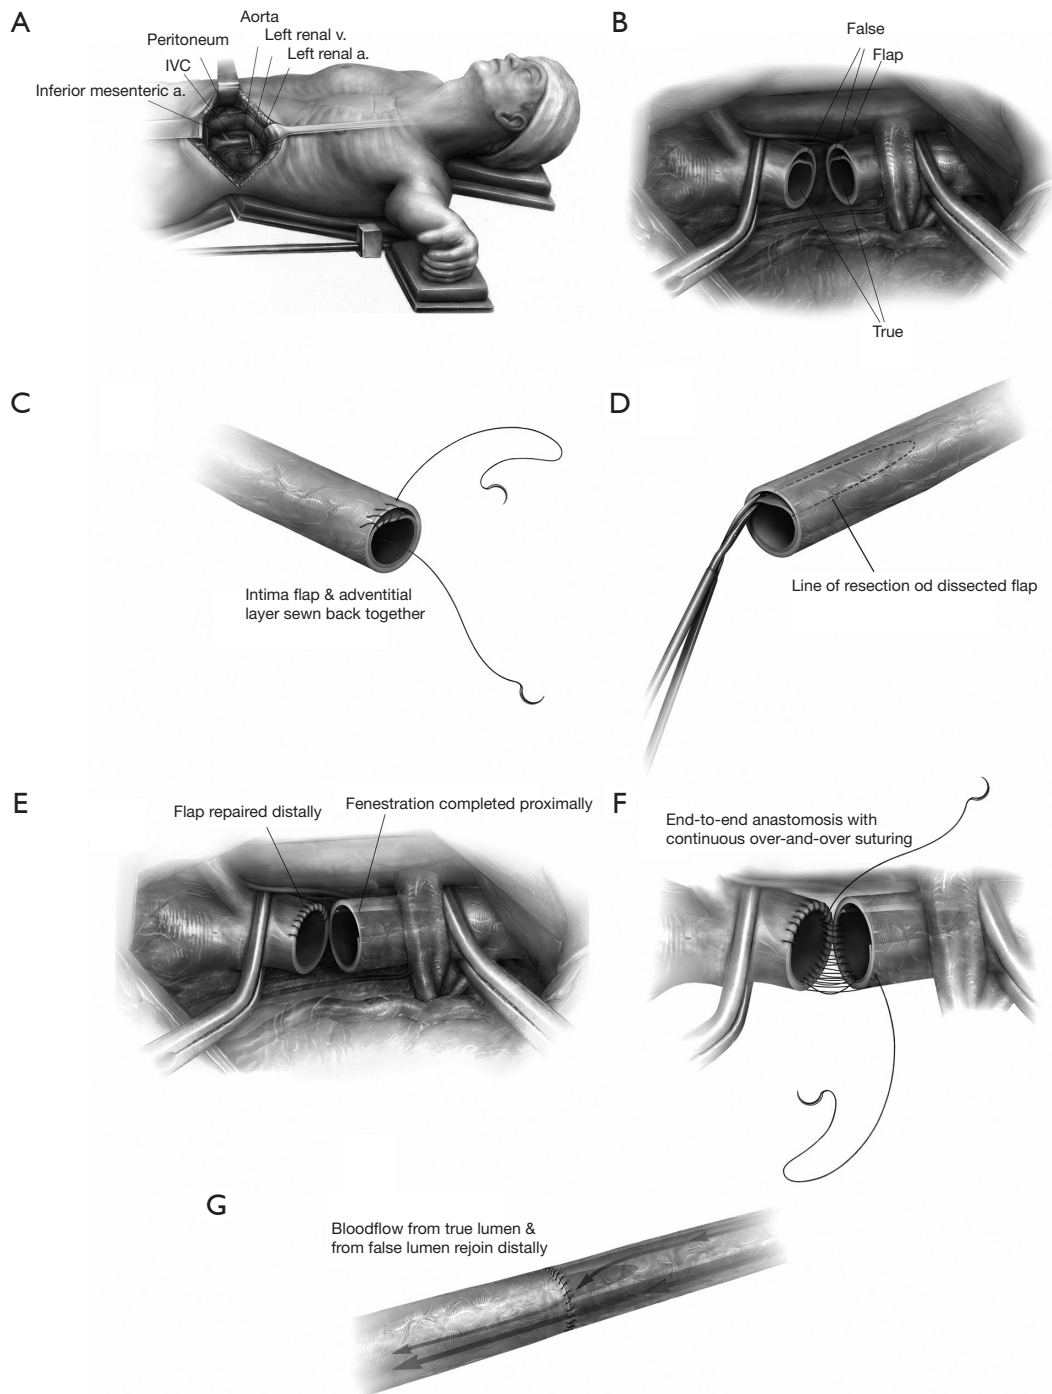 A
Aorta
Left renal v.
Peritoneum
Left renal a.
IVC
Inferior mesenteric a.
B
False
Flap
True
C
Intima flap & adventitial
layer sewn back together
D
Line of resection od dissected flap
E
Flap repaired distally
Fenestration completed proximally
F
End-to-end anastomosis with
continuous over-and-over suturing
G
Bloodflow from true lumen &
from false lumen rejoin distally